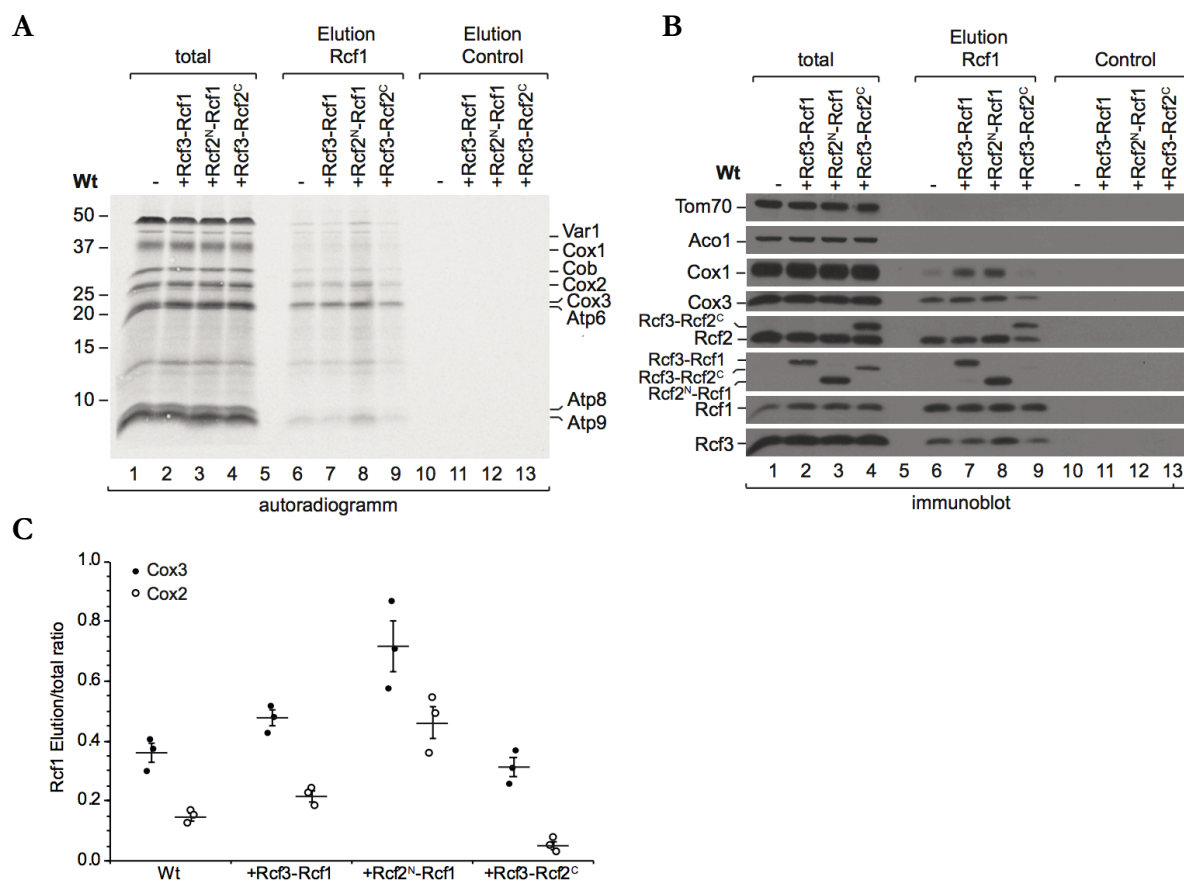 A
total
Elution
Rcf1
Elution
Control
Wt
-
+Rcf3-Rcf1
+Rcf2ᴺ-Rcf1
+Rcf3-Rcf2ᶜ
-
+Rcf3-Rcf1
+Rcf2ᴺ-Rcf1
+Rcf3-Rcf2ᶜ
-
+Rcf3-Rcf1
+Rcf2ᴺ-Rcf1
+Rcf3-Rcf2ᶜ
50
37
25
20
15
10
Var1
Cox1
Cob
Cox2
Cox3
Atp6
Atp8
Atp9
1 2 3 4 5 6 7 8 9 10 11 12 13
autoradiogramm
B
total
Elution
Rcf1
Control
Wt
-
+Rcf3-Rcf1
+Rcf2ᴺ-Rcf1
+Rcf3-Rcf2ᶜ
-
+Rcf3-Rcf1
+Rcf2ᴺ-Rcf1
+Rcf3-Rcf2ᶜ
-
+Rcf3-Rcf1
+Rcf2ᴺ-Rcf1
+Rcf3-Rcf2ᶜ
Tom70
Aco1
Cox1
Cox3
Rcf3-Rcf2ᶜ
Rcf2
Rcf3-Rcf1
Rcf3-Rcf2ᶜ
Rcf2ᴺ-Rcf1
Rcf1
Rcf3
1 2 3 4 5 6 7 8 9 10 11 12 13
immunoblot
C
Rcf1 Elution/total ratio
1.0
0.8
0.6
0.4
0.2
0.0
Cox3
Cox2
Wt +Rcf3-Rcf1 +Rcf2ᴺ-Rcf1 +Rcf3-Rcf2ᶜ